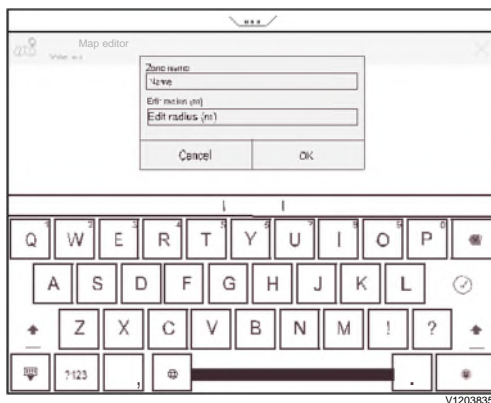 Map editor
Zone name
Name
Edit radius (m)
Edit radius (m)
Cancel OK
Q W E R T Y U I O P
A S D F G H J K L
Z X C V B N M ! ?
?123 , .
V1203835